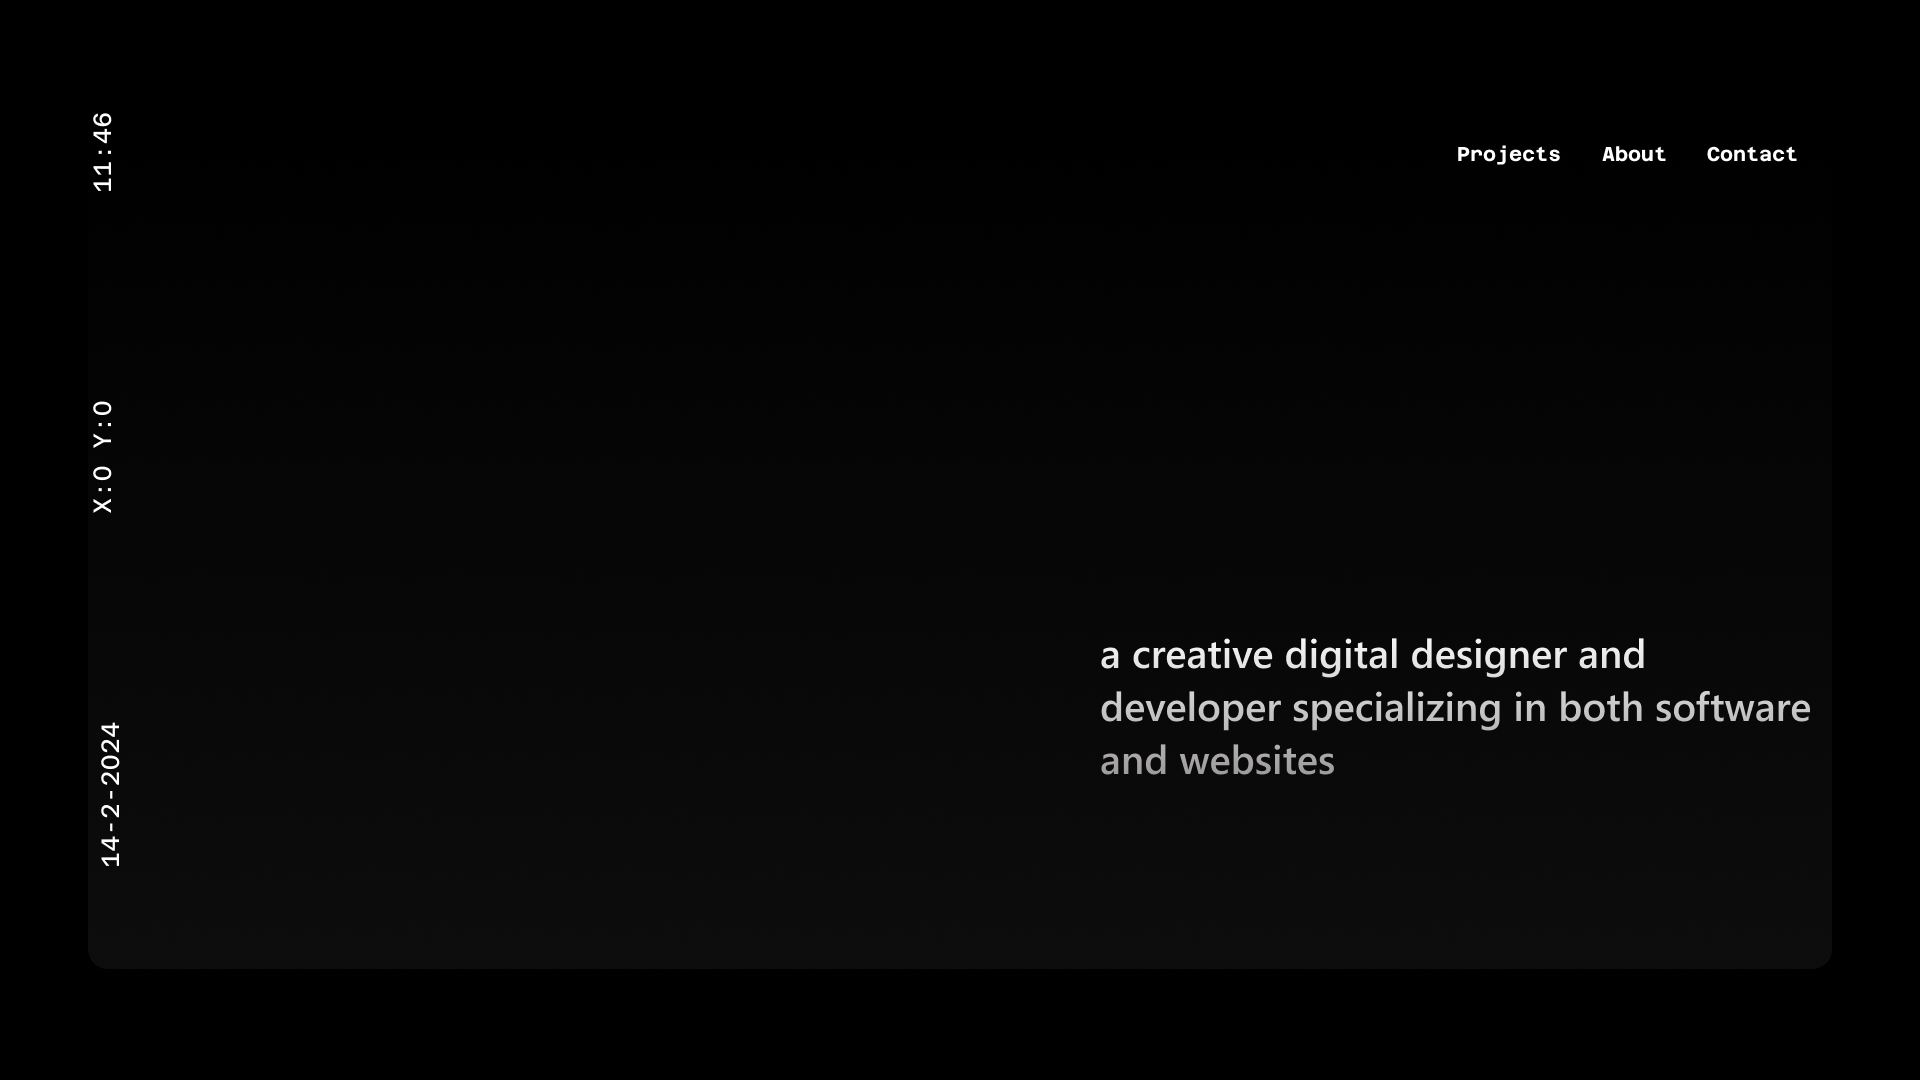 11:46
Projects About Contact
X:0 Y:0
a creative digital designer and
developer specializing in both software
and websites
14-2-2024